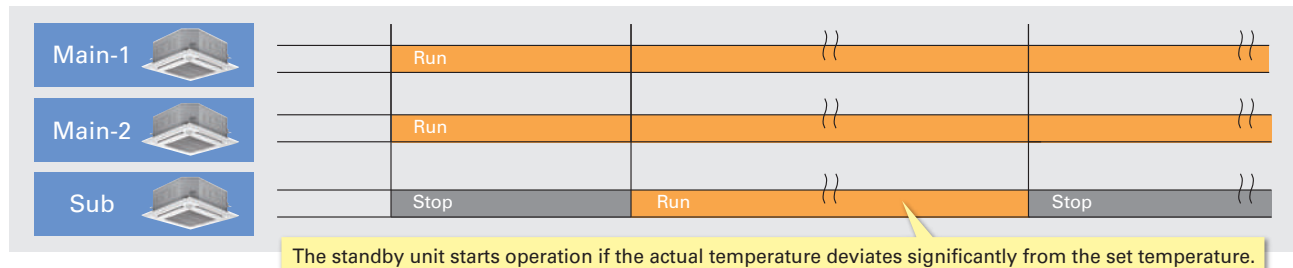 Main-1
Run
Main-2
Run
Sub
Stop
Run
Stop
The standby unit starts operation if the actual temperature deviates significantly from the set temperature.